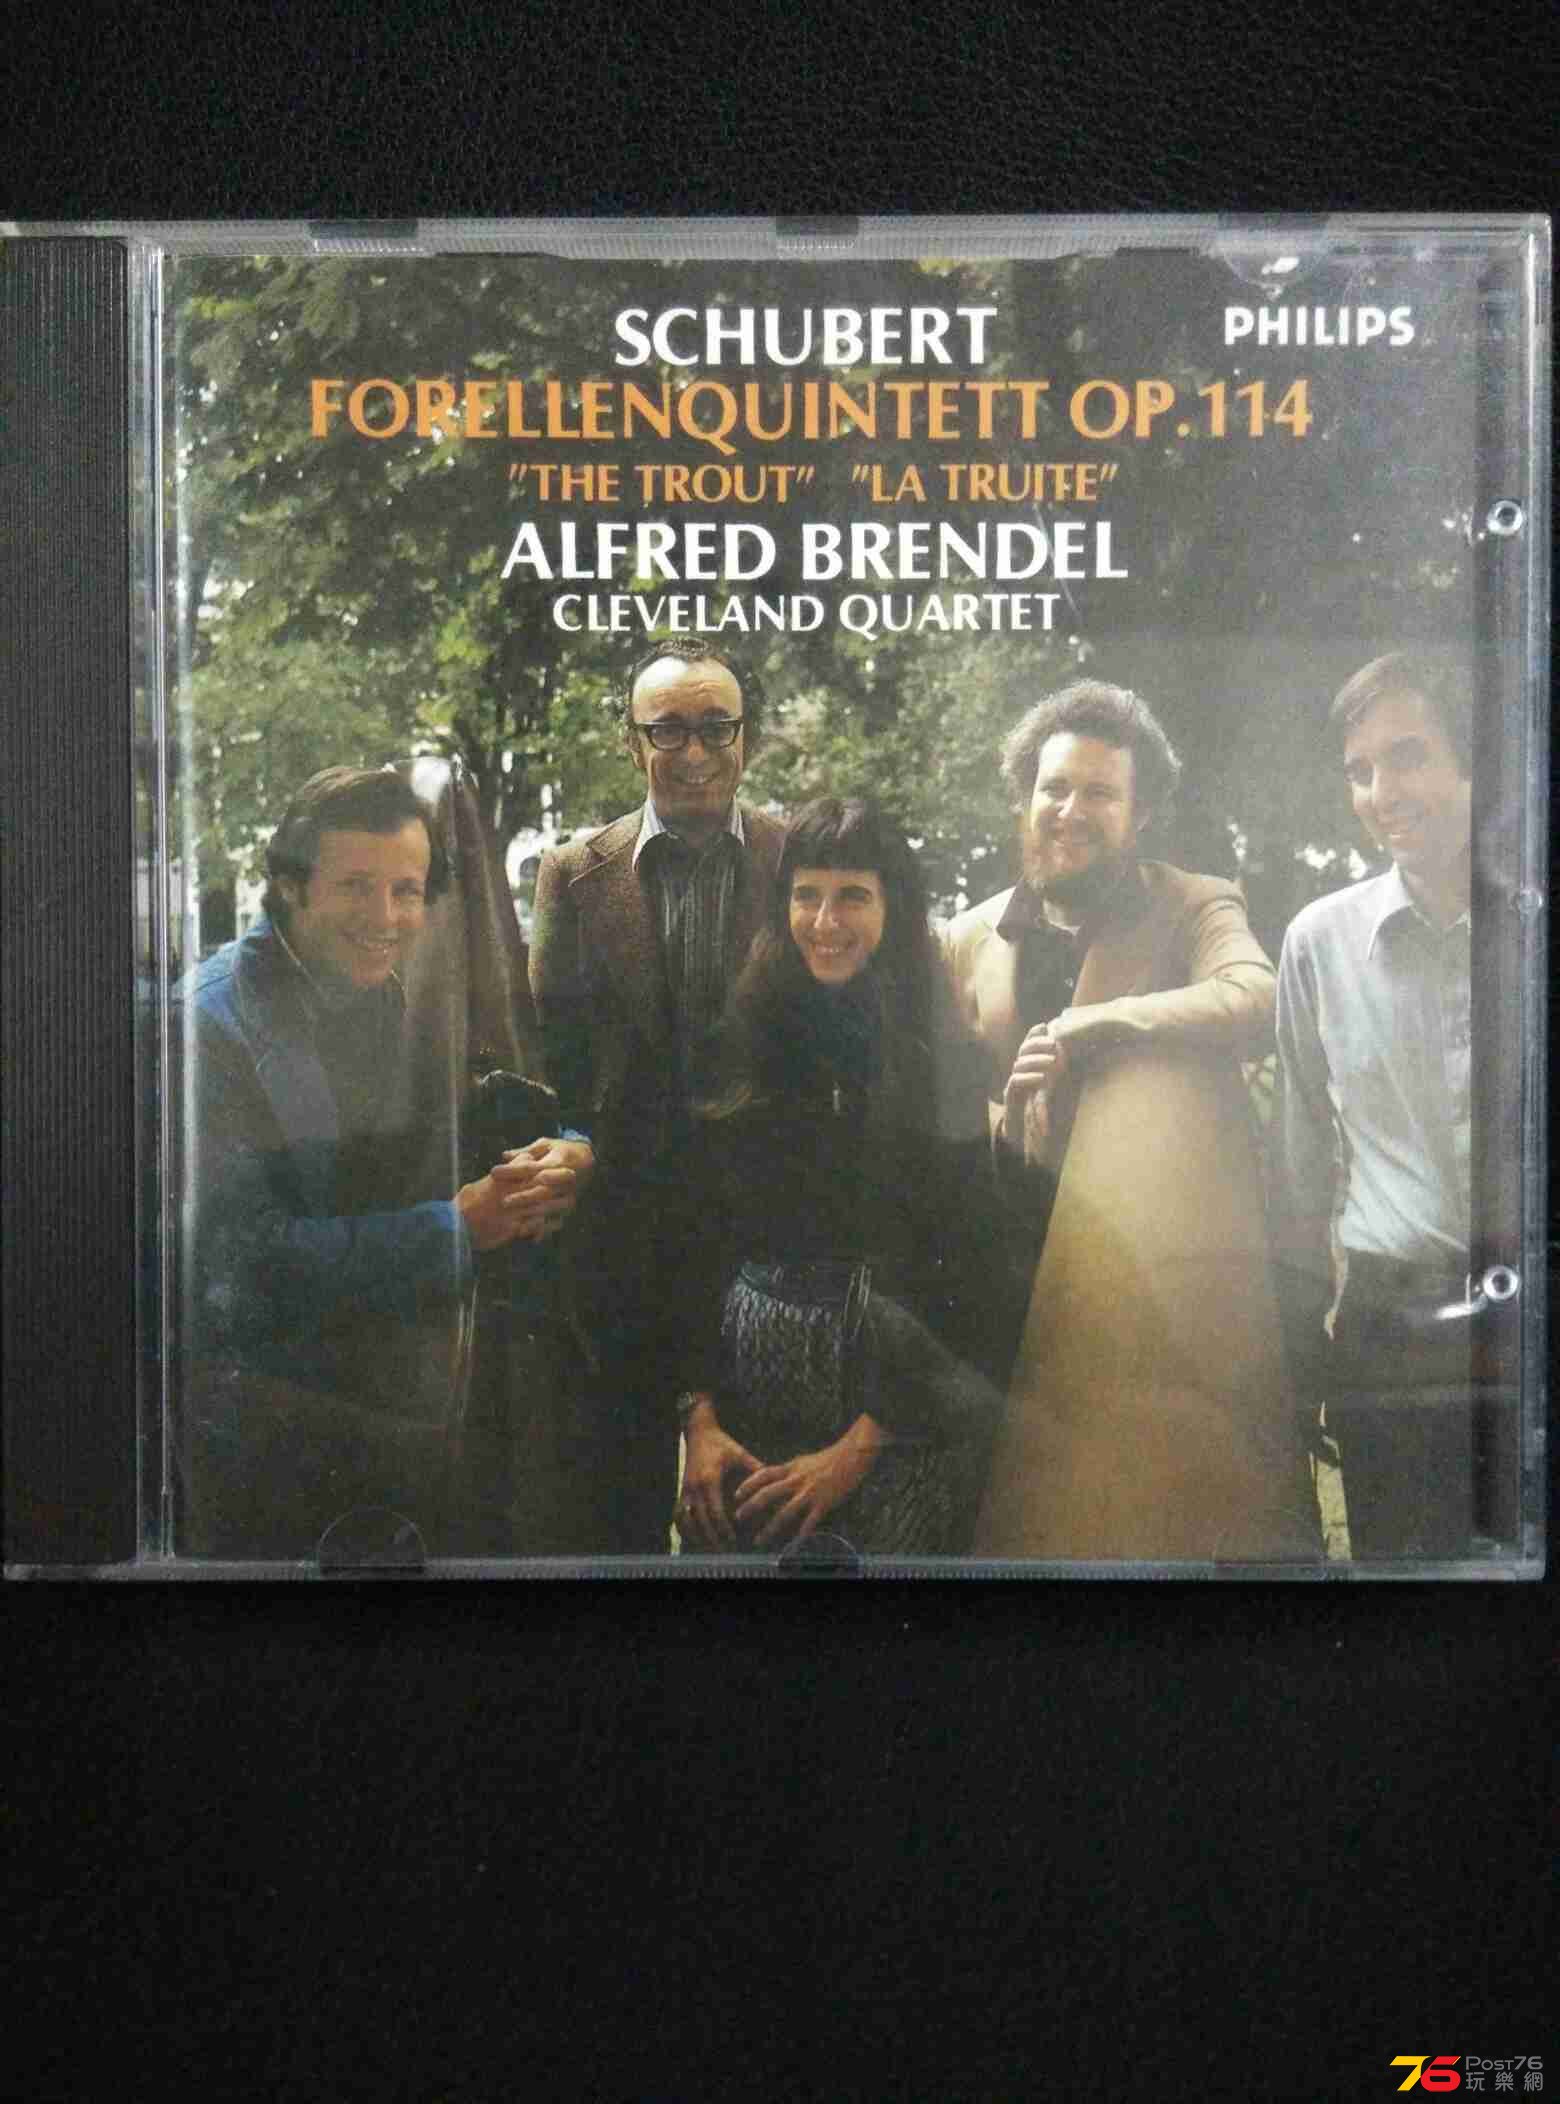 SCHUBERT
PHILIPS
FORELLENQUINTETT OP.114
"THE TROUT" "LA TRUITE"
ALFRED BRENDEL
CLEVELAND QUARTET
76 POST76
玩樂網